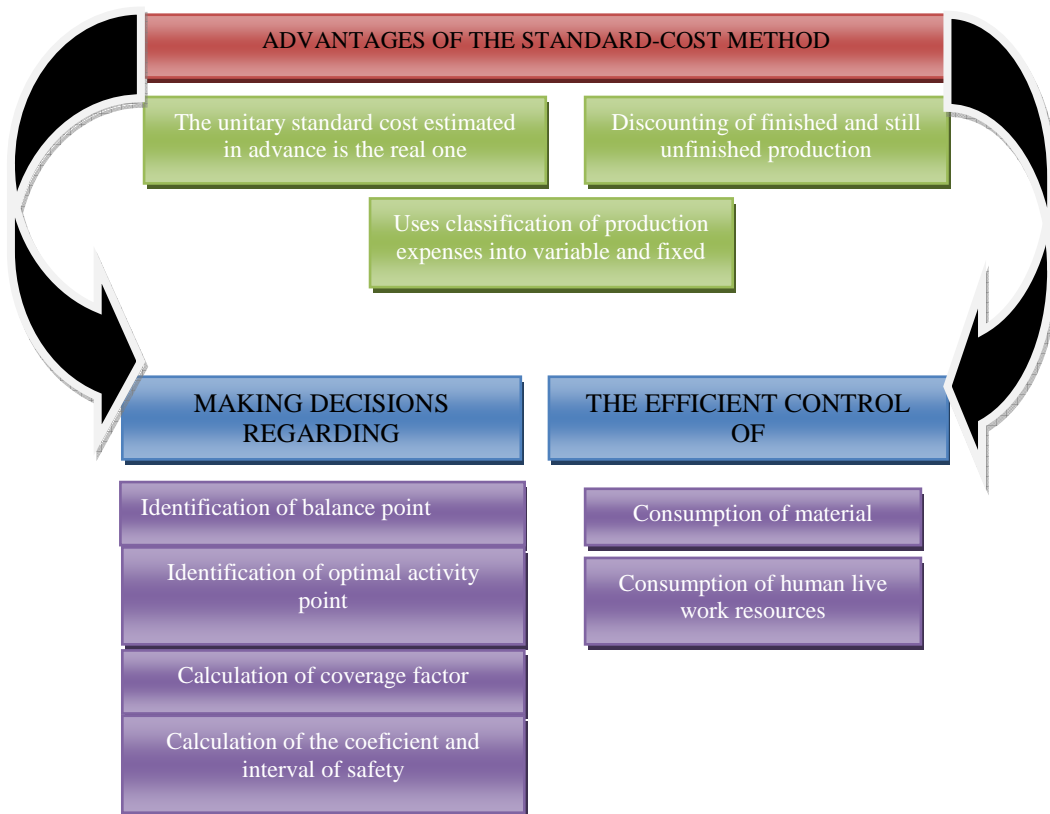 ADVANTAGES OF THE STANDARD-COST METHOD
The unitary standard cost estimated
in advance is the real one
Discounting of finished and still
unfinished production
Uses classification of production
expenses into variable and fixed
MAKING DECISIONS
REGARDING
Identification of balance point
Identification of optimal activity
point
Calculation of coverage factor
Calculation of the coeficient and
interval of safety
THE EFFICIENT CONTROL
OF
Consumption of material
Consumption of human live
work resources